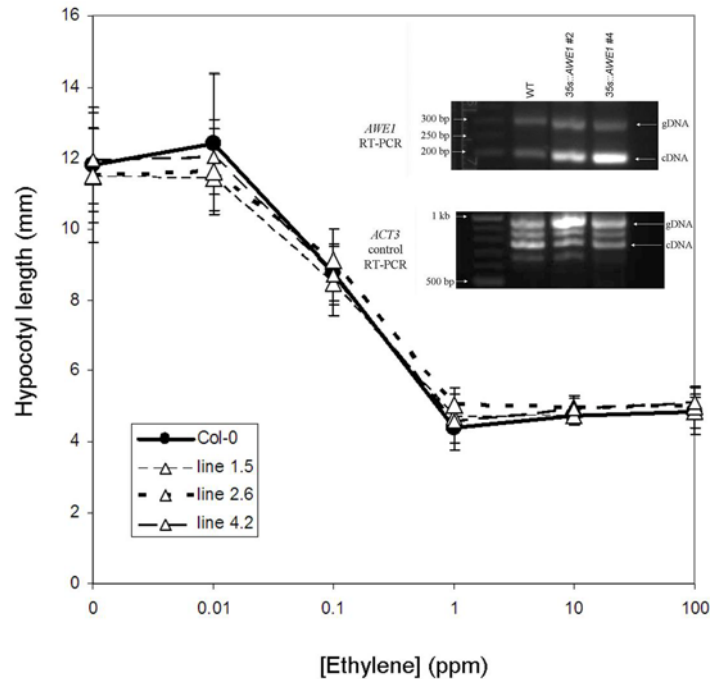 16
14
12
10
8
6
4
2
0
Hypocotyl length (mm)
0
0.01
0.1
1
10
100
[Ethylene] (ppm)
Col-0
line 1.5
line 2.6
line 4.2
WT
35s::AWE1 #2
35s::AWE1 #4
AWE1
RT-PCR
300 bp
250 bp
200 bp
gDNA
cDNA
ACT3
control
RT-PCR
1 kb
500 bp
gDNA
cDNA